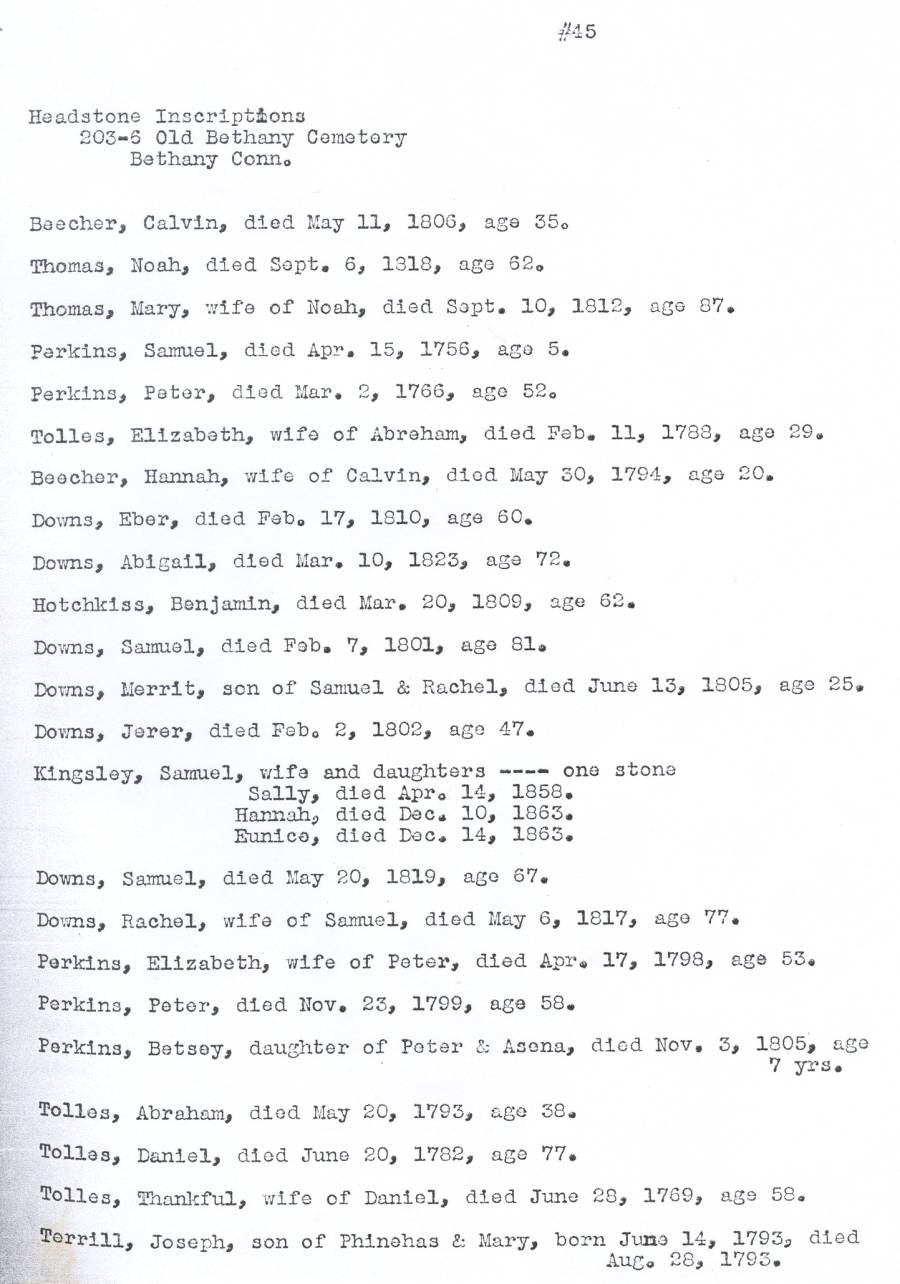 #45
Headstone Inscriptions
203-6 Old Bethany Cemetery
Bethany Conn.
Beecher, Calvin, died May 11, 1806, age 35.
Thomas, Noah, died Sept. 6, 1818, age 62.
Thomas, Mary, wife of Noah, died Sept. 10, 1812, age 87.
Perkins, Samuel, died Apr. 15, 1756, age 5.
Perkins, Peter, died Mar. 2, 1766, age 52.
Tolles, Elizabeth, wife of Abraham, died Feb. 11, 1788, age 29.
Beecher, Hannah, wife of Calvin, died May 30, 1794, age 20.
Downs, Eber, died Feb. 17, 1810, age 60.
Downs, Abigail, died Mar. 10, 1823, age 72.
Hotchkiss, Benjamin, died Mar. 20, 1809, age 62.
Downs, Samuel, died Feb. 7, 1801, age 81.
Downs, Merrit, son of Samuel & Rachel, died June 13, 1805, age 25.
Downs, Jerer, died Feb. 2, 1802, age 47.
Kingsley, Samuel, wife and daughters ---- one stone
Sally, died Apr. 14, 1858.
Hannah, died Dec. 10, 1863.
Eunice, died Dec. 14, 1863.
Downs, Samuel, died May 20, 1819, age 67.
Downs, Rachel, wife of Samuel, died May 6, 1817, age 77.
Perkins, Elizabeth, wife of Peter, died Apr. 17, 1798, age 53.
Perkins, Peter, died Nov. 23, 1799, age 58.
Perkins, Betsey, daughter of Peter & Asena, died Nov. 3, 1805, age
7 yrs.
Tolles, Abraham, died May 20, 1793, age 38.
Tolles, Daniel, died June 20, 1782, age 77.
Tolles, Thankful, wife of Daniel, died June 28, 1769, age 58.
Terrill, Joseph, son of Phinehas & Mary, born June 14, 1793, died
Aug. 28, 1793.